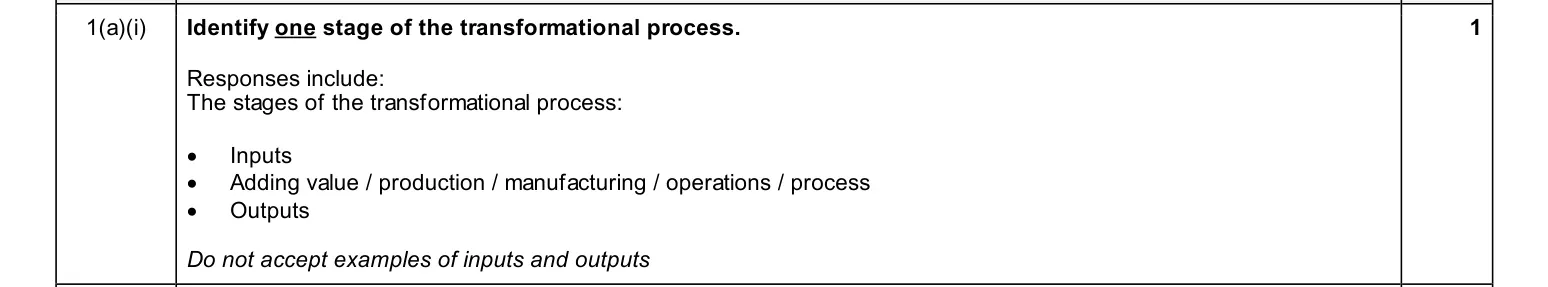 1(a)(i) Identify one stage of the transformational process. 1
Responses include:
The stages of the transformational process:
• Inputs
• Adding value / production / manufacturing / operations / process
• Outputs
Do not accept examples of inputs and outputs